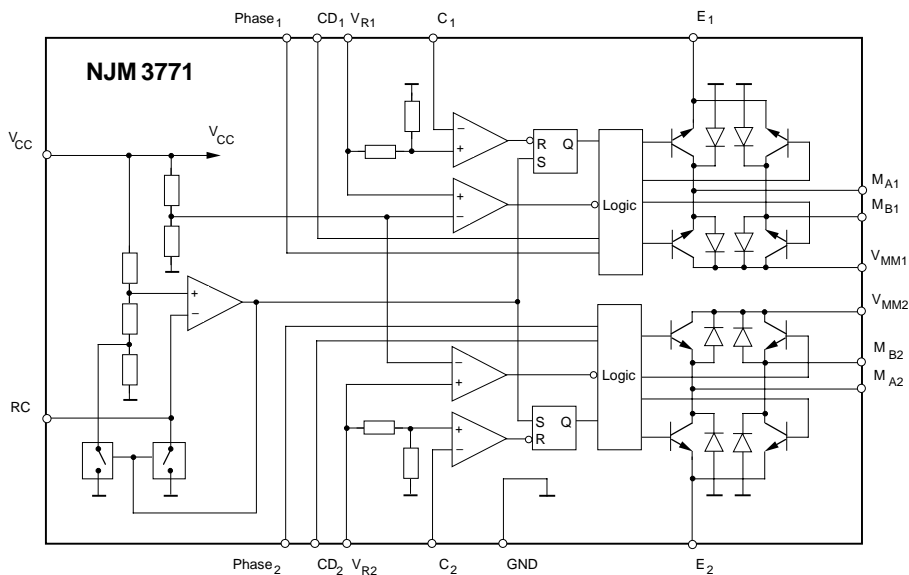 Phase1 CD1 VR1 C1 E1
NJM 3771
VCC
VCC
− +
R S Q
+ −
Logic
MA1
MB1
VMM1
+ −
VMM2
− +
Logic
MB2
MA2
RC
+ −
S R Q
Phase2 CD2 VR2 C2 GND E2